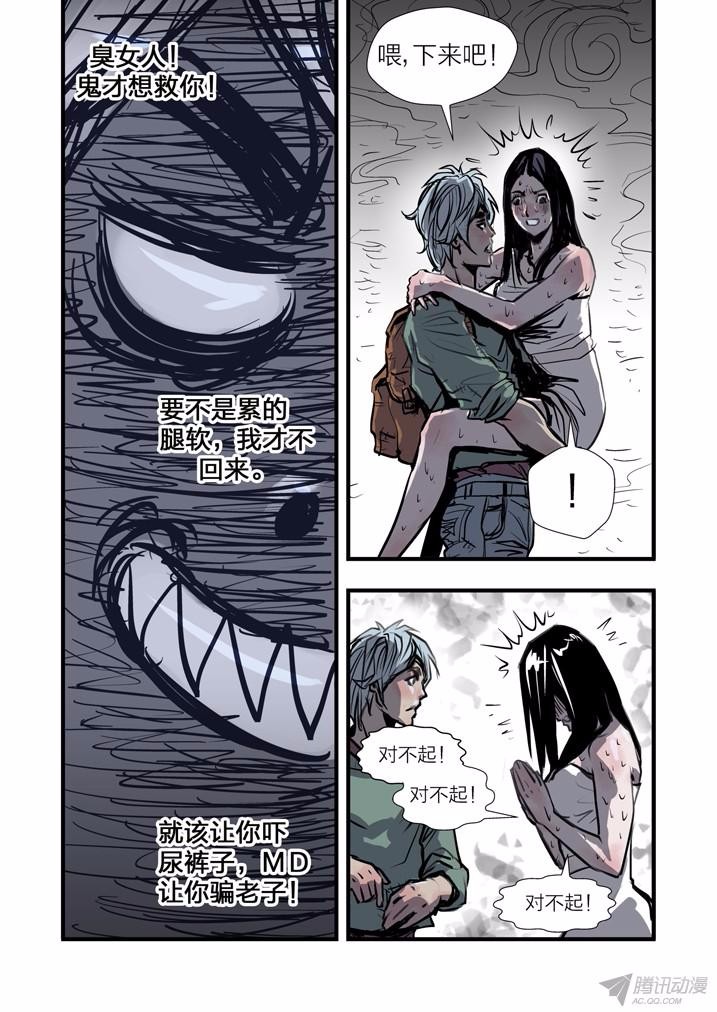 臭女人！
鬼才想救你！
要不是累的
腿软，我才不
回来。
就该让你吓
尿裤子，MD
让你骗老子！
喂，下来吧！
！
对不起！
对不起！
对不起！
腾讯动漫
AC.QQ.COM